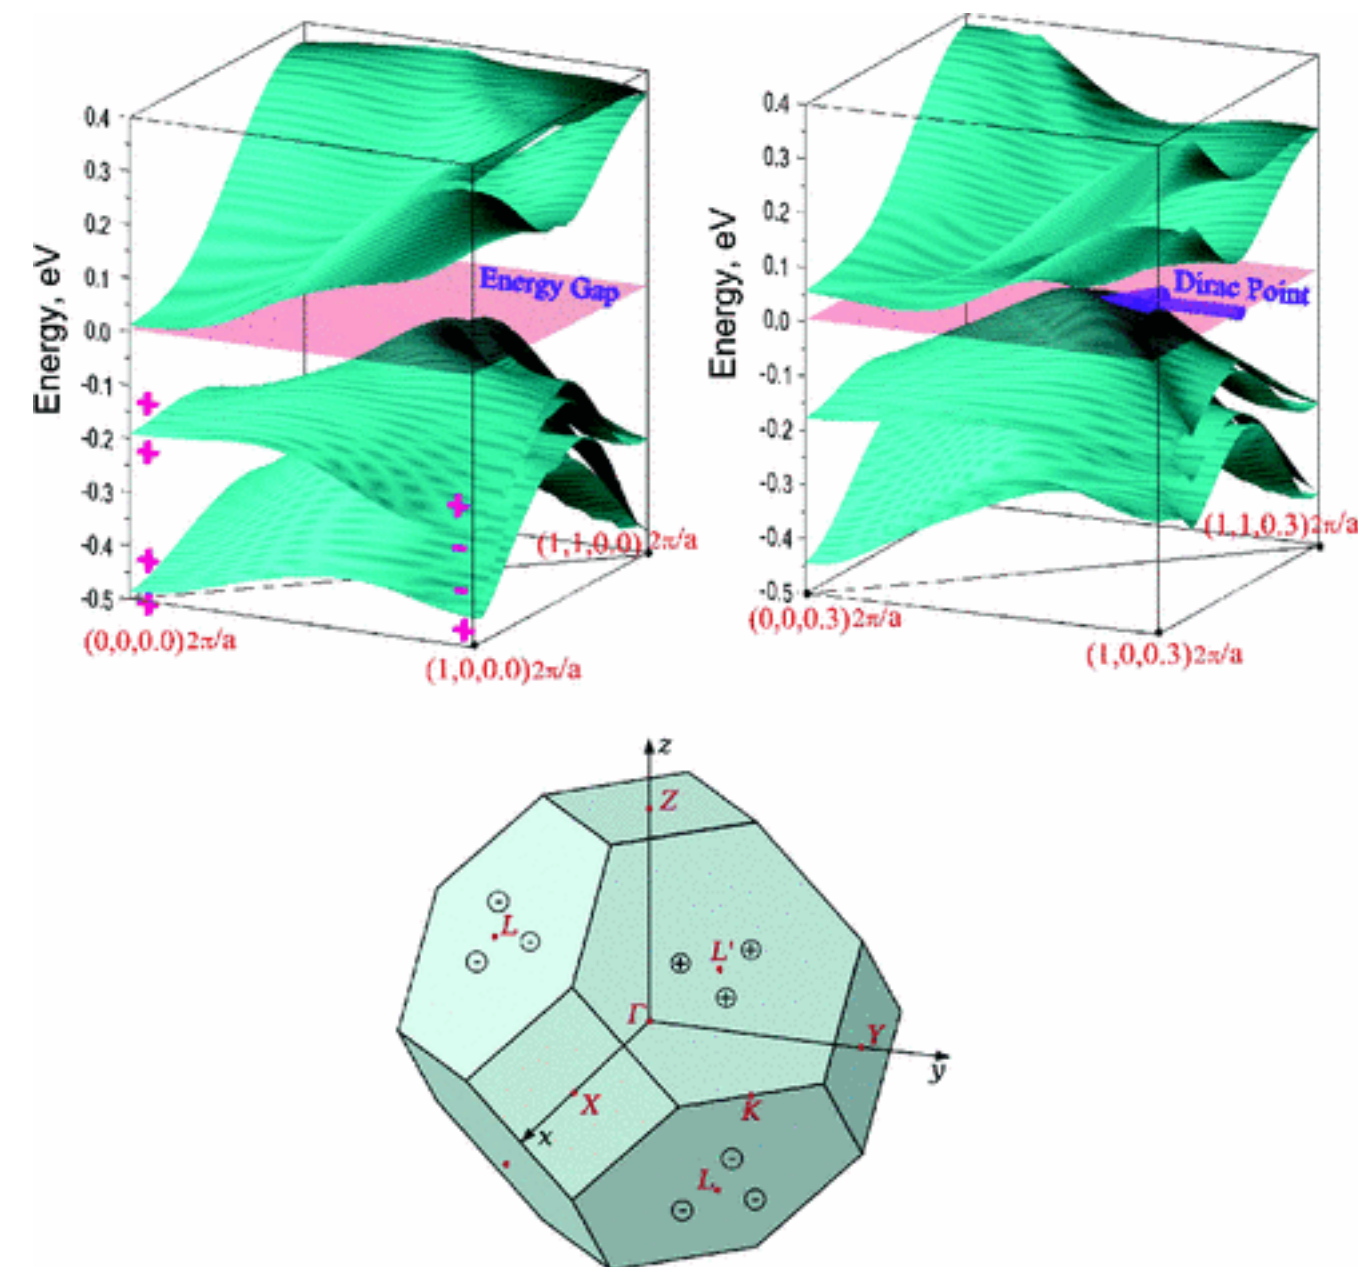 0.4
0.3
0.2
0.1
0.0
-0.1
-0.2
-0.3
-0.4
-0.5
Energy, eV
Energy Gap
+
+
+
+
+
-
-
+
(0,0,0.0)2π/a
(1,0,0.0)2π/a
(1,1,0.0)2π/a
0.4
0.3
0.2
0.1
0.0
-0.1
-0.2
-0.3
-0.4
-0.5
Energy, eV
Dirac Point
(0,0,0.3)2π/a
(1,0,0.3)2π/a
(1,1,0.3)2π/a
z
Z
-
L
-
-
L'
+
+
+
Γ
Y
y
X
K
x
-
L
-
-